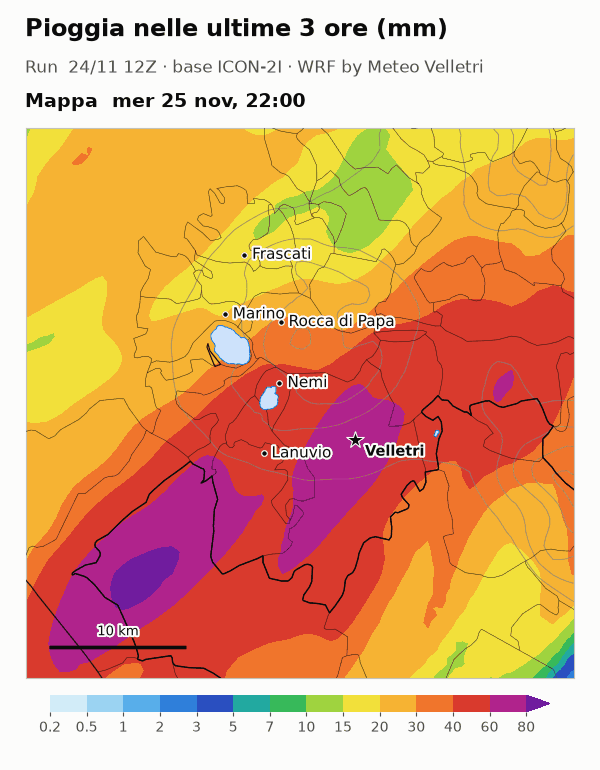 Pioggia nelle ultime 3 ore (mm)
Run  24/11 12Z · base ICON-2I · WRF by Meteo Velletri
Mappa  mer 25 nov, 22:00
Frascati
Marino
Rocca di Papa
Nemi
Velletri
Lanuvio
10 km
0.2 0.5 1 2 3 5 7 10 15 20 30 40 60 80